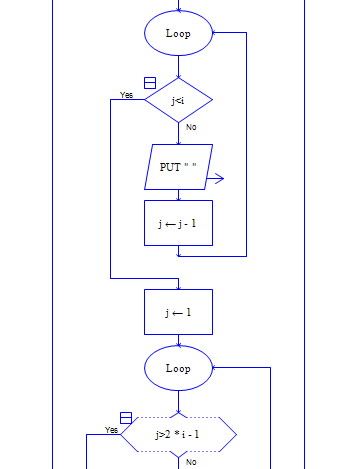 Loop
Yes
j<i
No
PUT " "
j ← j - 1
j ← 1
Loop
Yes
j>2 * i - 1
No